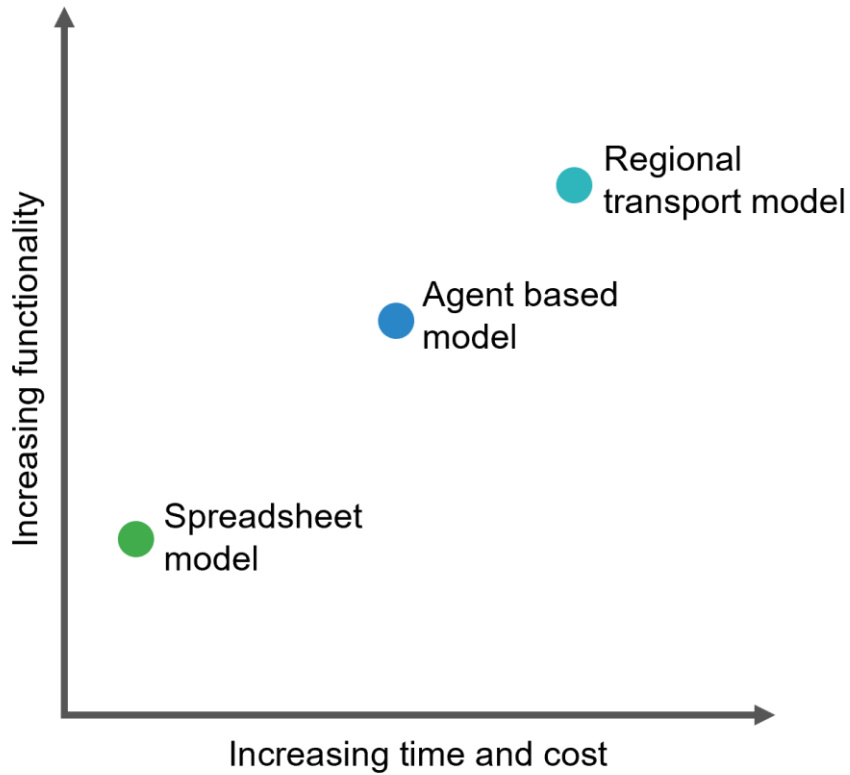 Regional
transport model
Agent based
model
Spreadsheet
model
Increasing functionality
Increasing time and cost